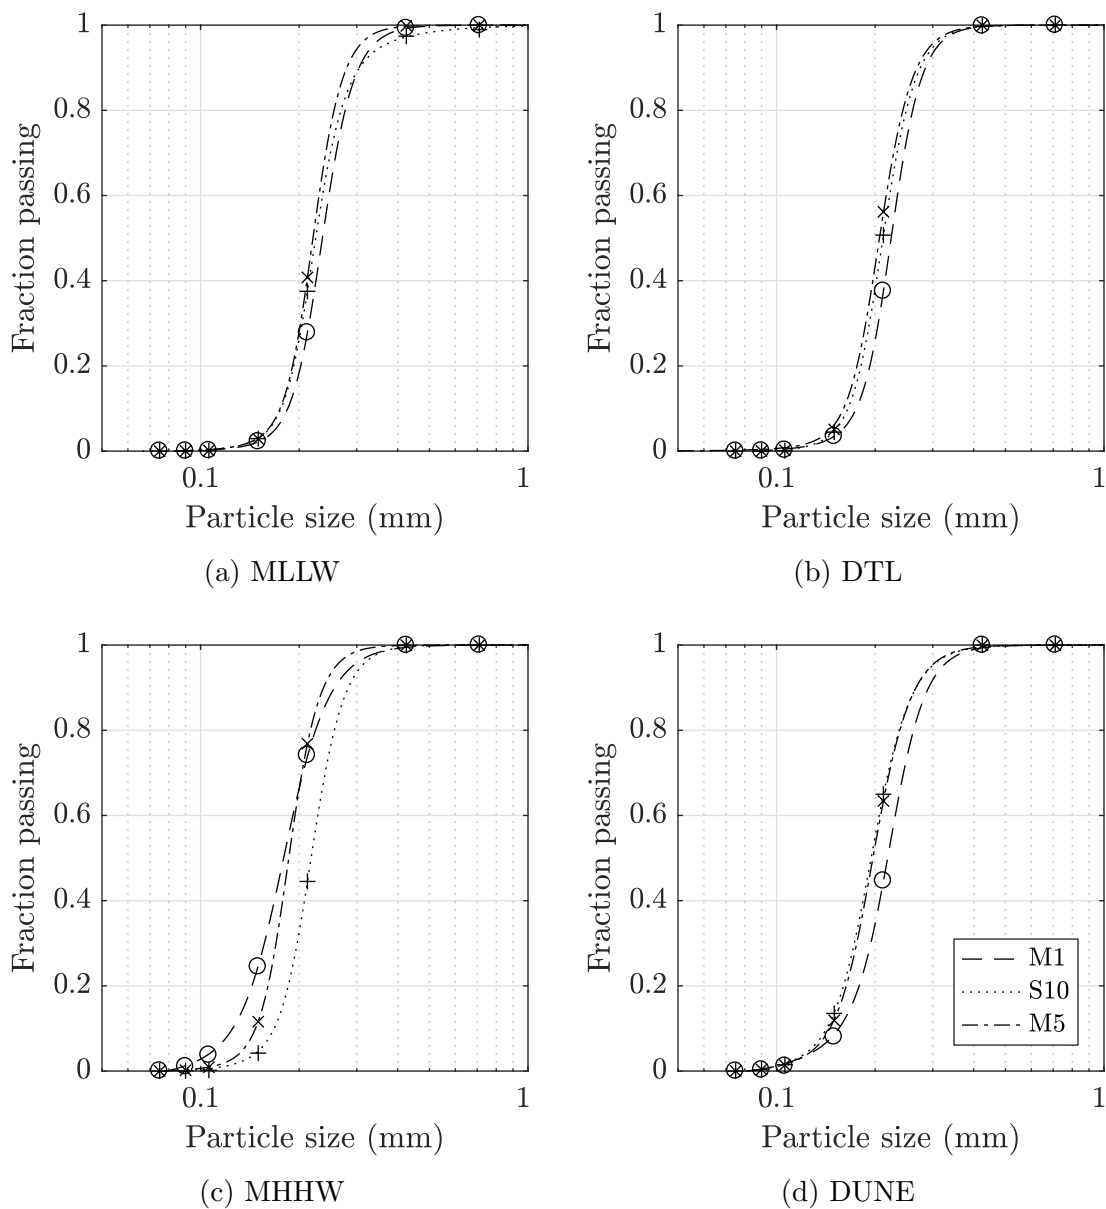 1
0.8
0.6
0.4
0.2
0
0.1
1
Fraction passing
Particle size (mm)
(a) MLLW
1
0.8
0.6
0.4
0.2
0
0.1
1
Fraction passing
Particle size (mm)
(b) DTL
1
0.8
0.6
0.4
0.2
0
0.1
1
Fraction passing
Particle size (mm)
(c) MHHW
1
0.8
0.6
0.4
0.2
0
0.1
1
Fraction passing
Particle size (mm)
M1
S10
M5
(d) DUNE